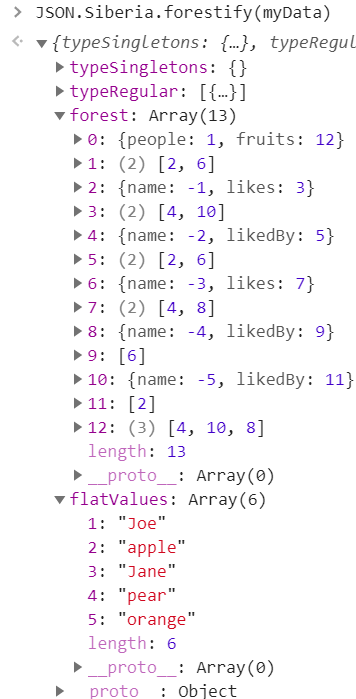 > JSON.Siberia.forestify(myData)
{typeSingletons: {…}, typeRegul
typeSingletons: {}
typeRegular: [{…}]
forest: Array(13)
0: {people: 1, fruits: 12}
1: (2) [2, 6]
2: {name: -1, likes: 3}
3: (2) [4, 10]
4: {name: -2, likedBy: 5}
5: (2) [2, 6]
6: {name: -3, likes: 7}
7: (2) [4, 8]
8: {name: -4, likedBy: 9}
9: [6]
10: {name: -5, likedBy: 11}
11: [2]
12: (3) [4, 10, 8]
length: 13
__proto__: Array(0)
flatValues: Array(6)
1: "Joe"
2: "apple"
3: "Jane"
4: "pear"
5: "orange"
length: 6
__proto__: Array(0)
__proto__: Object